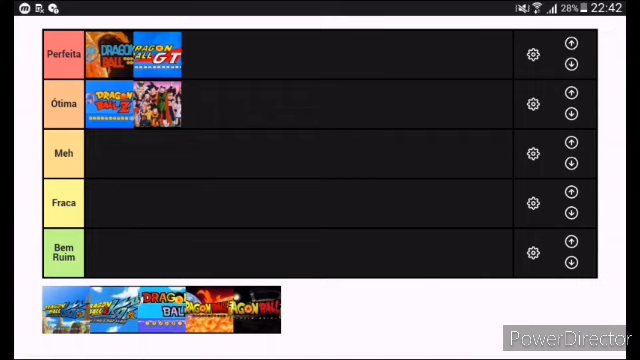 28% 22:42
Perfeita
DRAGON BALL
DRAGON BALL GT
Ótima
DRAGON BALL Z
Meh
Fraca
Bem
Ruim
DRAGON BALL
PowerDirector